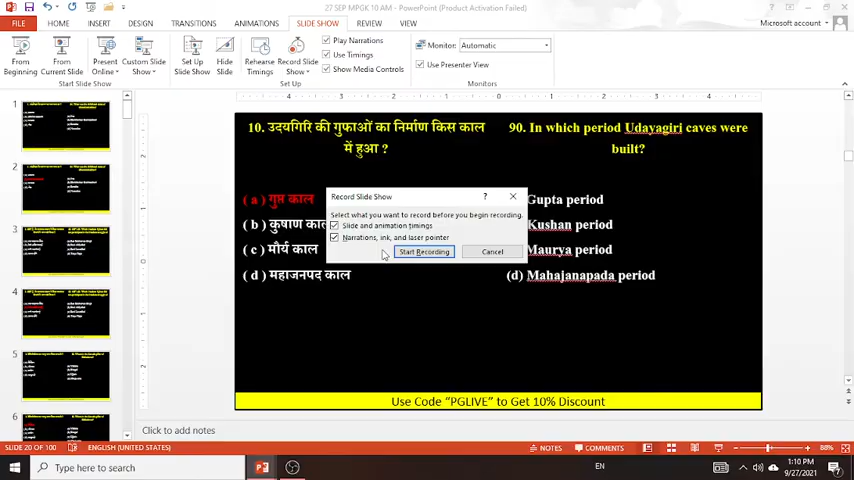 27 SEP MPGK 10 AM - PowerPoint (Product Activation Failed)
FILE HOME INSERT DESIGN TRANSITIONS ANIMATIONS SLIDE SHOW REVIEW VIEW
Microsoft account
From Beginning
From Current Slide
Present Online
Custom Slide Show
Start Slide Show
Set Up Slide Show
Hide Slide
Rehearse Timings
Record Slide Show
Play Narrations
Use Timings
Show Media Controls
Set Up
Monitor: Automatic
Use Presenter View
Monitors
1
2
3
4
5
6
10. उदयगिरि की गुफाओं का निर्माण किस काल
में हुआ ?
( a ) गुप्त काल
( b ) कुषाण काल
( c ) मौर्य काल
( d ) महाजनपद काल
90. In which period Udayagiri caves were
built?
Gupta period
Kushan period
Maurya period
(d) Mahajanapada period
Record Slide Show
Select what you want to record before you begin recording.
Slide and animation timings
Narrations, ink, and laser pointer
Start Recording Cancel
Use Code "PGLIVE" to Get 10% Discount
Click to add notes
SLIDE 20 OF 100 ENGLISH (UNITED STATES) NOTES COMMENTS 88%
Type here to search
EN
1:10 PM
9/27/2021